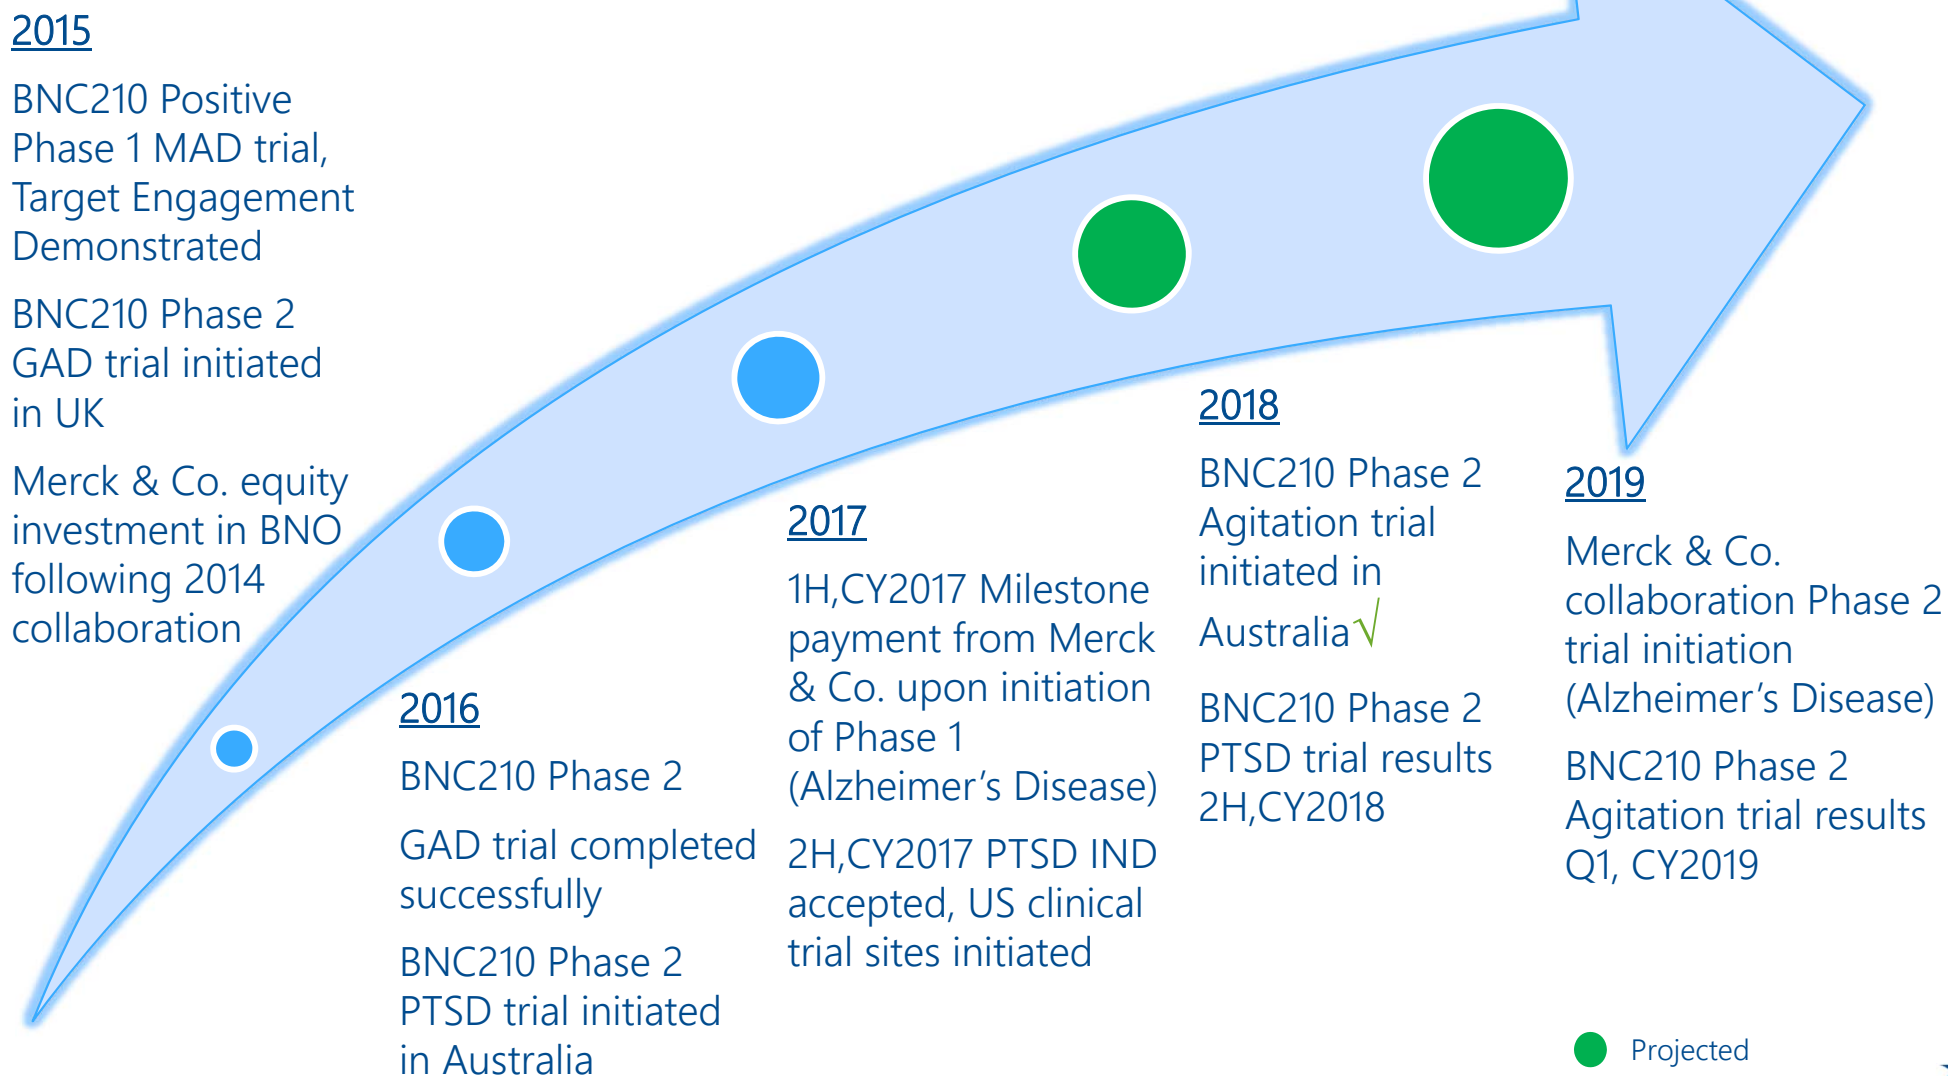 2015
BNC210 Positive
Phase 1 MAD trial,
Target Engagement
Demonstrated
BNC210 Phase 2
GAD trial initiated
in UK
Merck & Co. equity
investment in BNO
following 2014
collaboration
2016
BNC210 Phase 2
GAD trial completed
successfully
BNC210 Phase 2
PTSD trial initiated
in Australia
2017
1H,CY2017 Milestone
payment from Merck
& Co. upon initiation
of Phase 1
(Alzheimer’s Disease)
2H,CY2017 PTSD IND
accepted, US clinical
trial sites initiated
2018
BNC210 Phase 2
Agitation trial
initiated in
Australia√
BNC210 Phase 2
PTSD trial results
2H,CY2018
2019
Merck & Co.
collaboration Phase 2
trial initiation
(Alzheimer’s Disease)
BNC210 Phase 2
Agitation trial results
Q1, CY2019
Projected